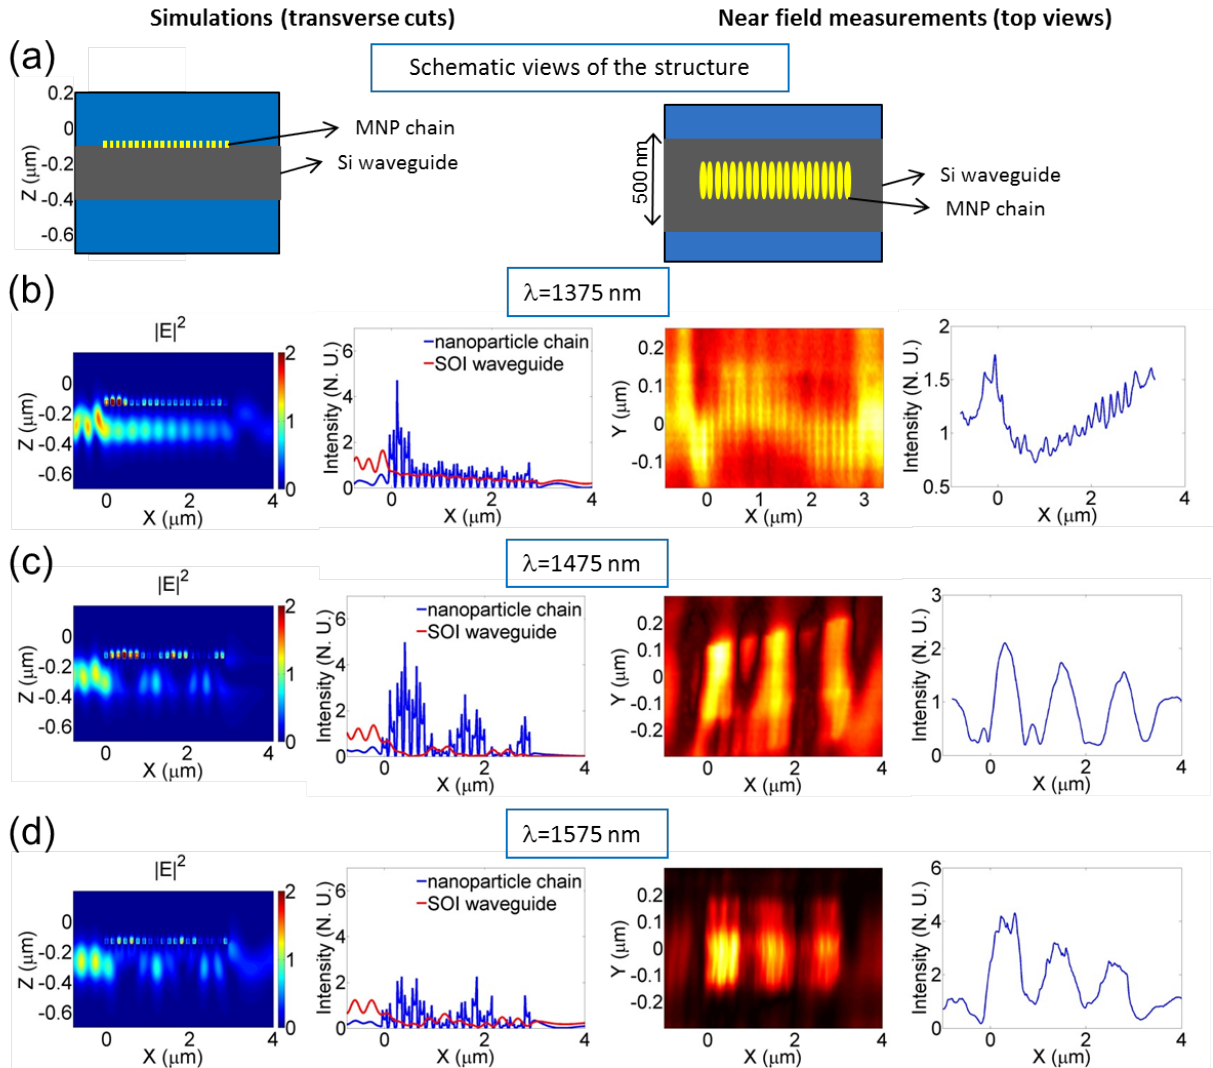 Simulations (transverse cuts)
Near field measurements (top views)
(a)
Schematic views of the structure
0.2
0
-0.2
-0.4
-0.6
Z (μm)
MNP chain
Si waveguide
500 nm
Si waveguide
MNP chain
(b)
λ=1375 nm
|E|²
0
-0.2
-0.4
-0.6
Z (μm)
0
2
4
X (μm)
2
1
0
nanoparticle chain
SOI waveguide
6
4
2
0
Intensity (N. U.)
0
2
4
X (μm)
0.2
0.1
0
-0.1
Y (μm)
0
1
2
3
X (μm)
2
1.5
1
0.5
Intensity (N. U.)
0
2
4
X (μm)
(c)
λ=1475 nm
|E|²
0
-0.2
-0.4
-0.6
Z (μm)
0
2
4
X (μm)
2
1
0
nanoparticle chain
SOI waveguide
6
4
2
0
Intensity (N. U.)
0
2
4
X (μm)
0.2
0.1
0
-0.1
-0.2
Y (μm)
0
2
4
X (μm)
3
2
1
0
Intensity (N. U.)
0
2
4
X (μm)
(d)
λ=1575 nm
|E|²
0
-0.2
-0.4
-0.6
Z (μm)
0
2
4
X (μm)
2
1
0
nanoparticle chain
SOI waveguide
6
4
2
0
Intensity (N. U.)
0
2
4
X (μm)
0.2
0.1
0
-0.1
-0.2
Y (μm)
0
2
4
X (μm)
6
4
2
0
Intensity (N. U.)
0
2
4
X (μm)